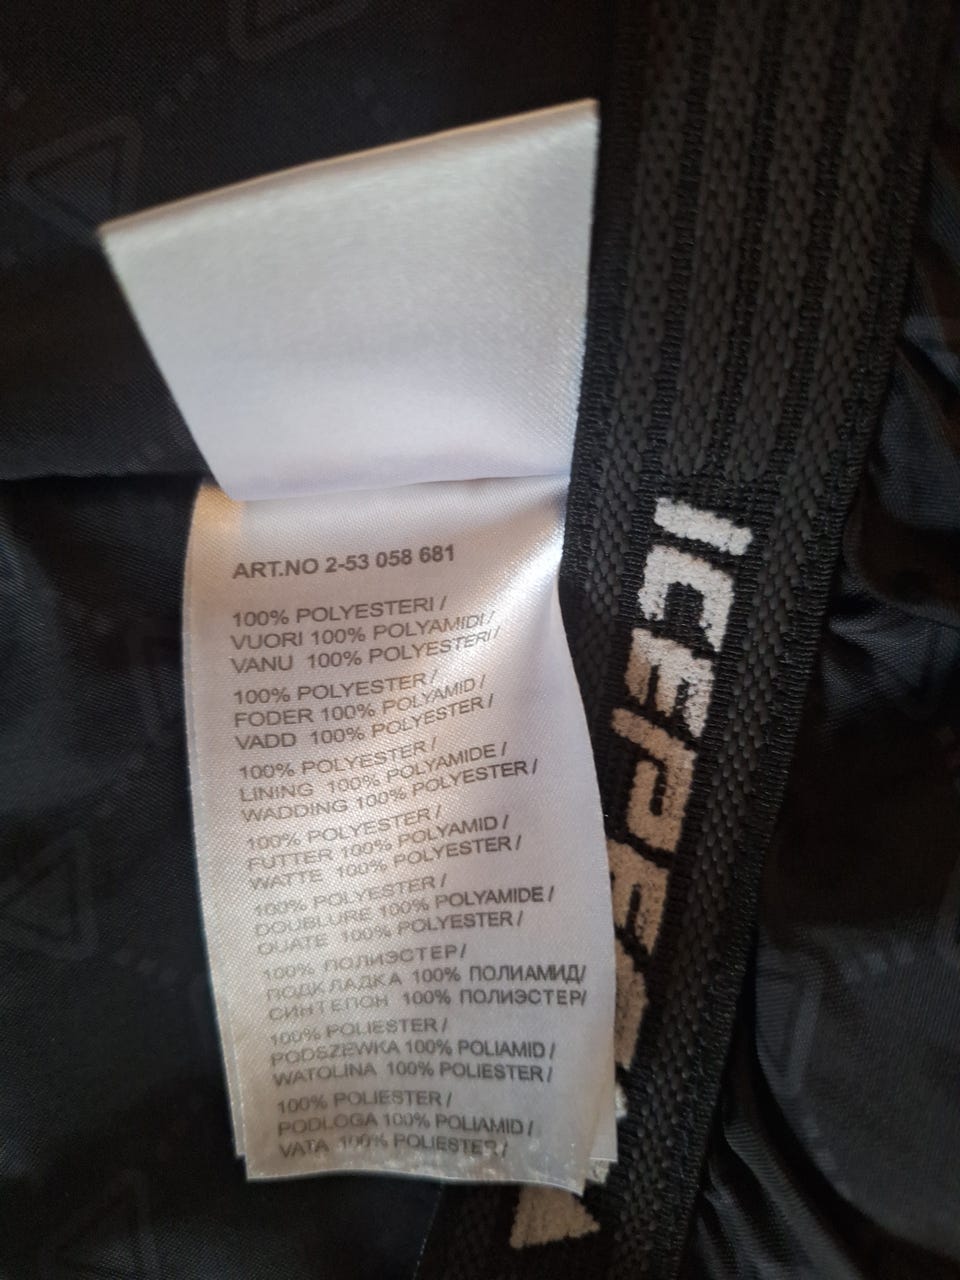 ART.NO 2-53 058 681
100% POLYESTERI /
VUORI 100% POLYAMIDI/
VANU 100% POLYESTERI/
100% POLYESTER /
FODER 100% POLYAMID /
VADD 100% POLYESTER /
100% POLYESTER /
LINING 100% POLYAMIDE /
WADDING 100% POLYESTER /
100% POLYESTER /
FUTTER 100% POLYAMID /
WATTE 100% POLYESTER /
100% POLYESTER /
DOUBLURE 100% POLYAMIDE /
OUATE 100% POLYESTER /
100% ПОЛИЭСТЕР/
ПОДКЛАДКА 100% ПОЛИАМИД/
СИНТЕПОН 100% ПОЛИЭСТЕР/
100% POLIESTER /
PODSZEWKA 100% POLIAMID /
WATOLINA 100% POLIESTER /
100% POLIESTER /
PODLOGA 100% POLIAMID /
VATA 100% POLIESTER /